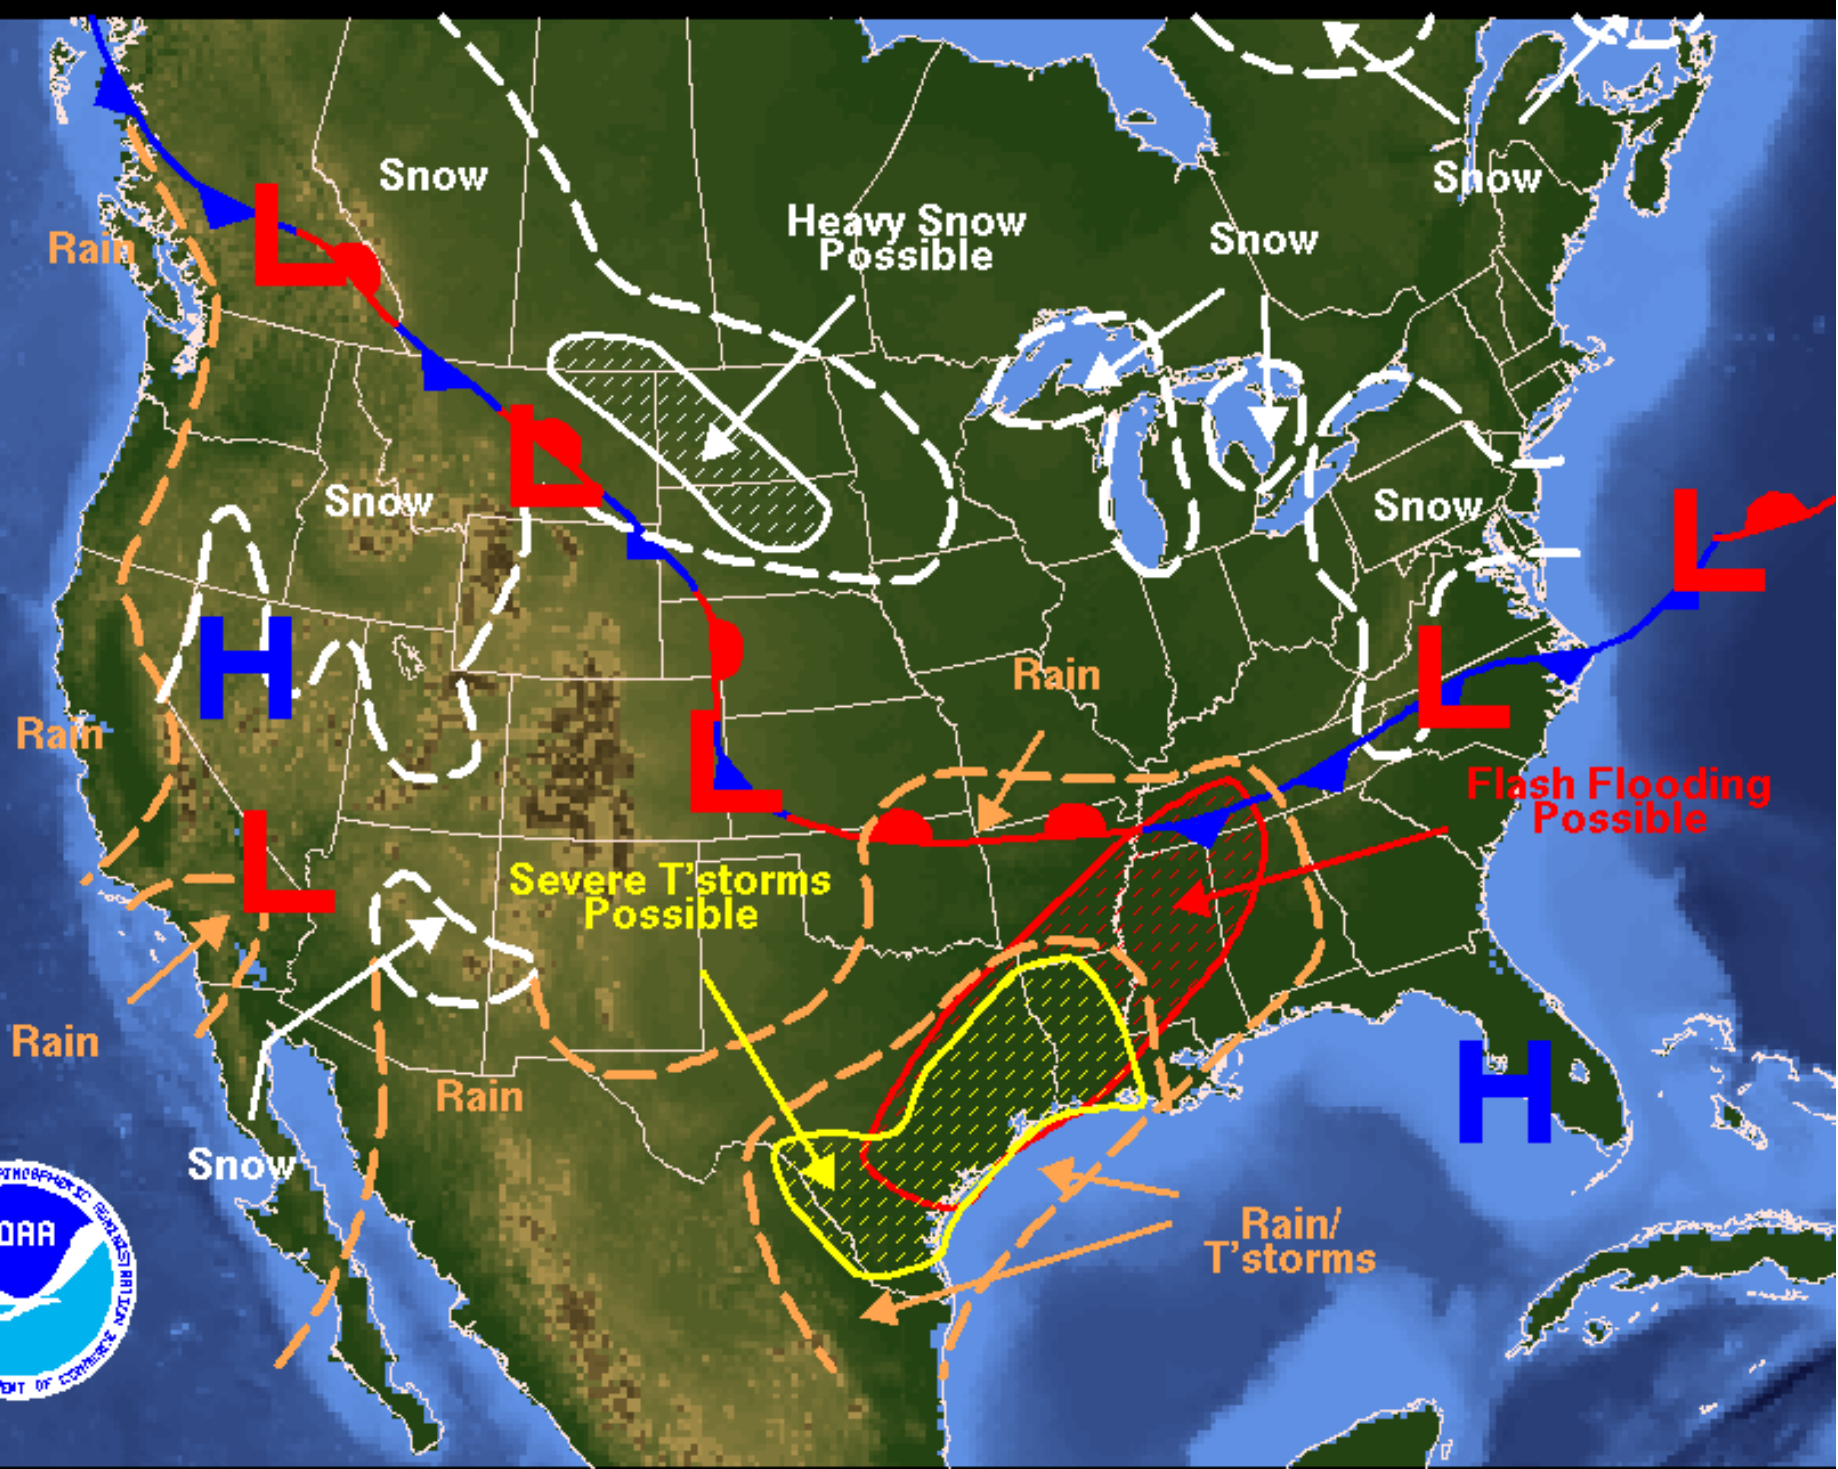 Snow
Snow
Heavy Snow
Possible
Snow
Rain
L
L
Snow
Snow
L
H
Rain
L
Rain
L
L
Flash Flooding
Possible
Severe T'storms
Possible
L
Rain
Rain
H
Snow
Rain/
T'storms